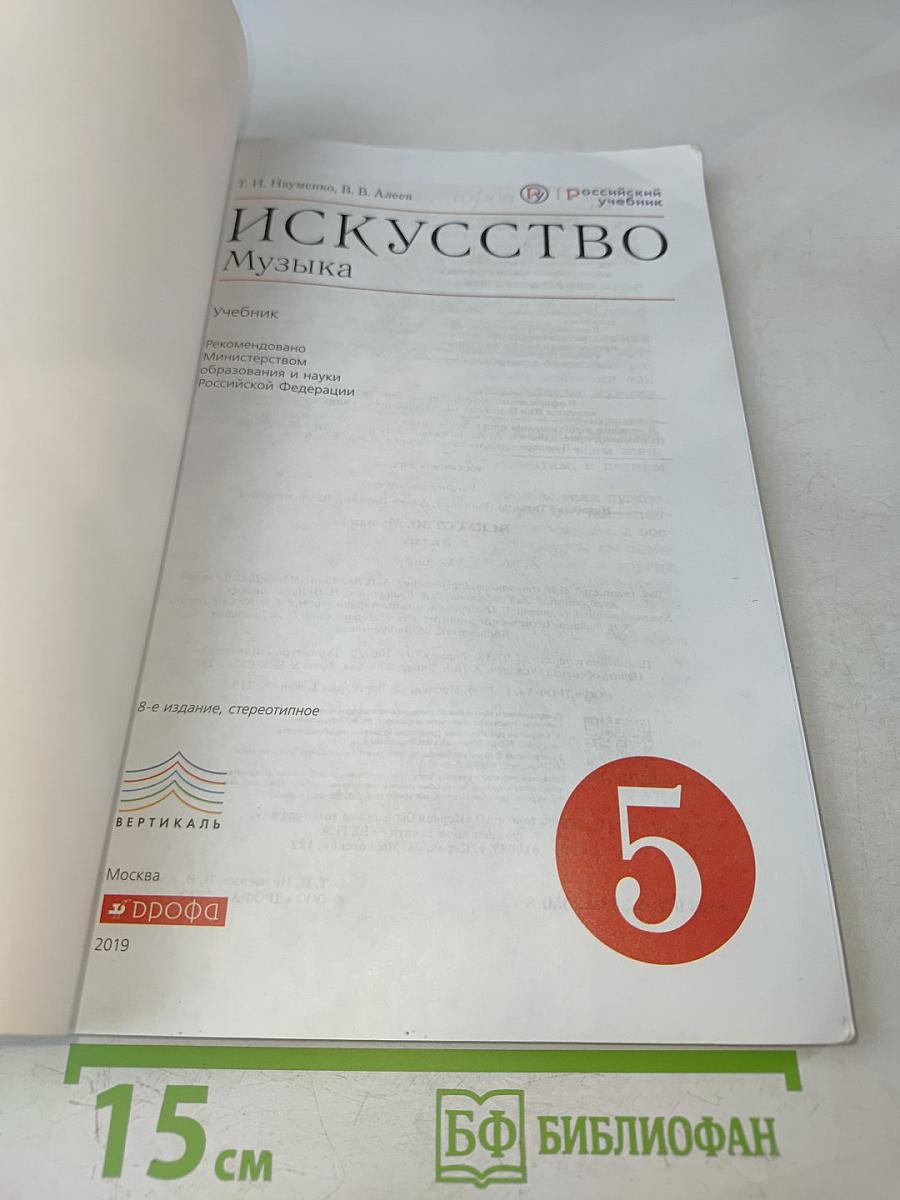 Т. И. Науменко, В. В. Алеев
РУ | Российский
учебник
ИСКУССТВО
Музыка
Учебник
Рекомендовано
Министерством
образования и науки
Российской Федерации
8-е издание, стереотипное
ВЕРТИКАЛЬ
5
Москва
ДРОФА
2019
15 см
БФ БИБЛИОФАН